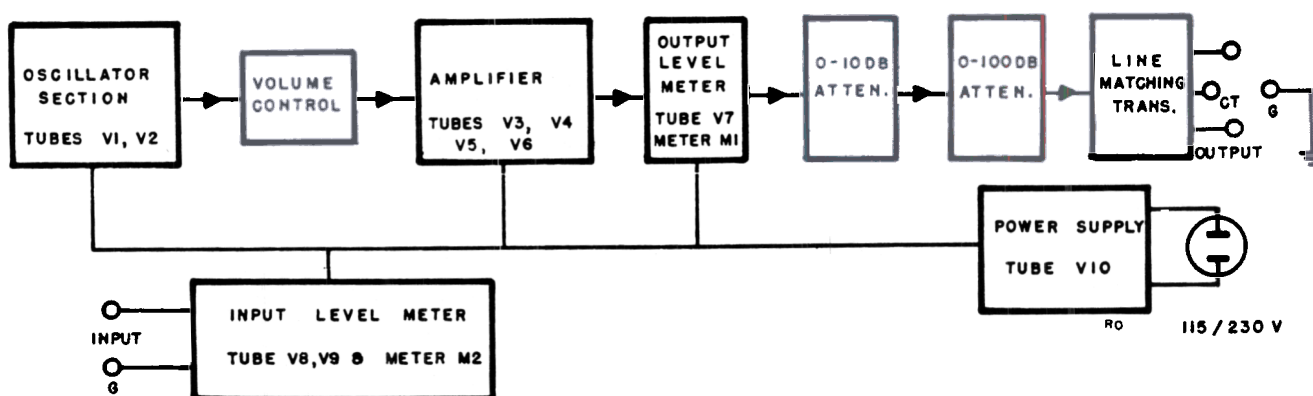 OSCILLATOR
SECTION
TUBES V1, V2
VOLUME
CONTROL
AMPLIFIER
TUBES V3, V4
V5, V6
OUTPUT
LEVEL
METER
TUBE V7
METER M1
0-10DB
ATTEN.
0-100DB
ATTEN.
LINE
MATCHING
TRANS.
CT
G
OUTPUT
POWER SUPPLY
TUBE V10
RO
115/230 V
INPUT
G
INPUT LEVEL METER
TUBE V8,V9 & METER M2